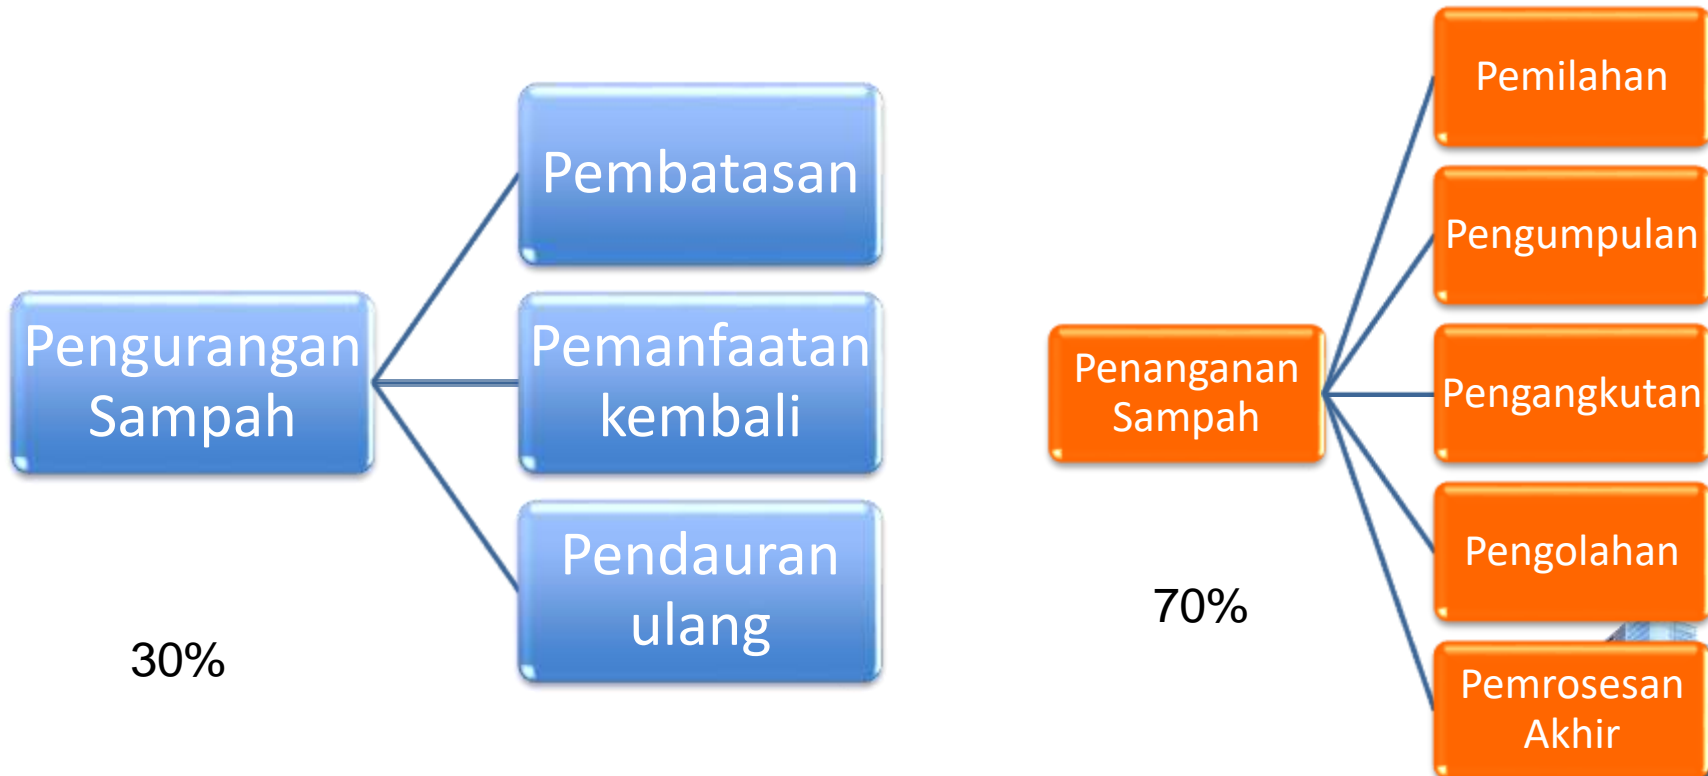 Pengurangan
Sampah
Pembatasan
Pemanfaatan
kembali
Pendauran
ulang
30%
Penanganan
Sampah
Pemilahan
Pengumpulan
Pengangkutan
Pengolahan
Pemrosesan
Akhir
70%